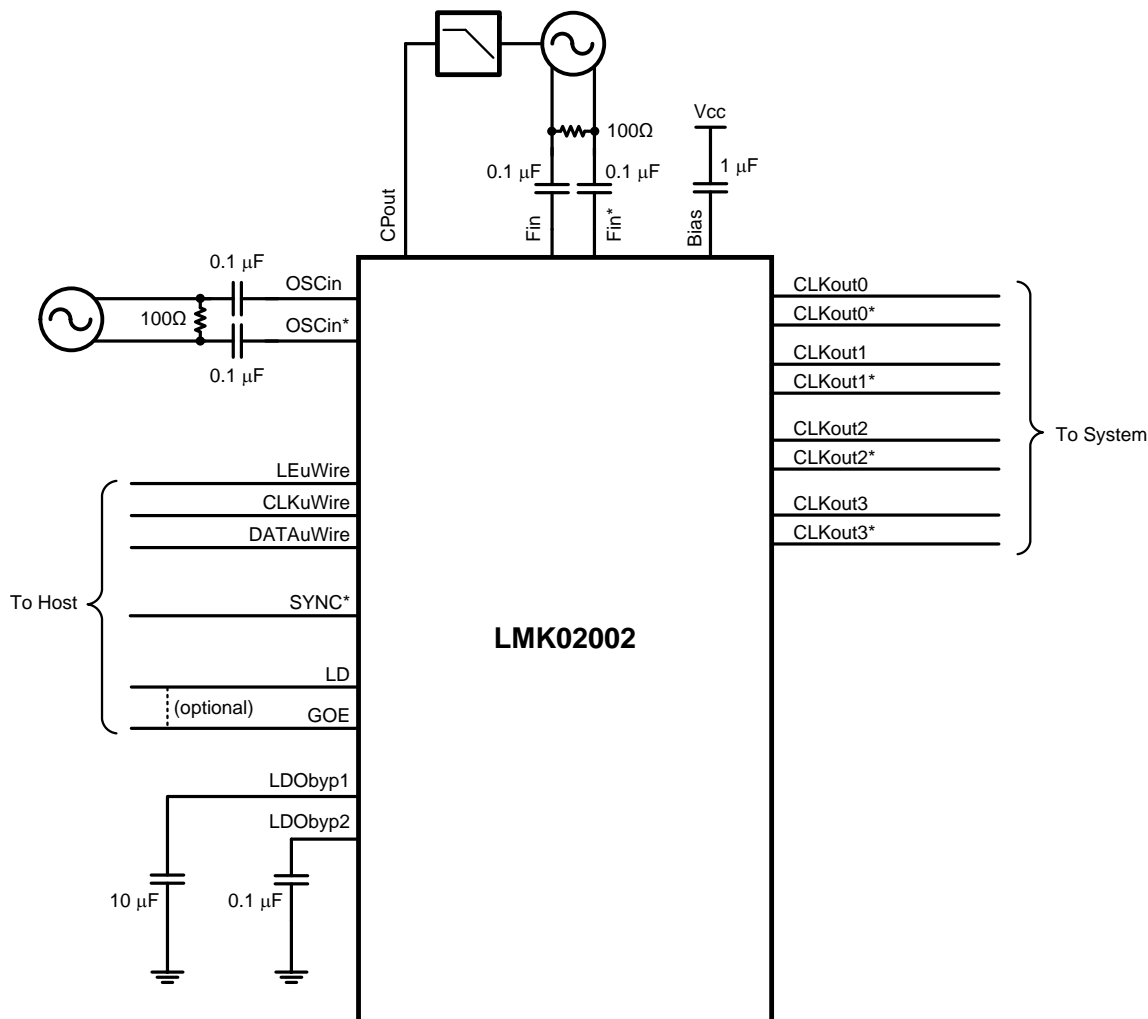 Vcc
100Ω
0.1 μF
0.1 μF
1 μF
CPout
Fin
Fin*
Bias
0.1 μF
OSCin
100Ω
OSCin*
0.1 μF
CLKout0
CLKout0*
CLKout1
CLKout1*
CLKout2
CLKout2*
CLKout3
CLKout3*
To System
LEuWire
CLKuWire
DATAuWire
To Host
SYNC*
LMK02002
LD
(optional)
GOE
LDObyp1
LDObyp2
10 μF
0.1 μF